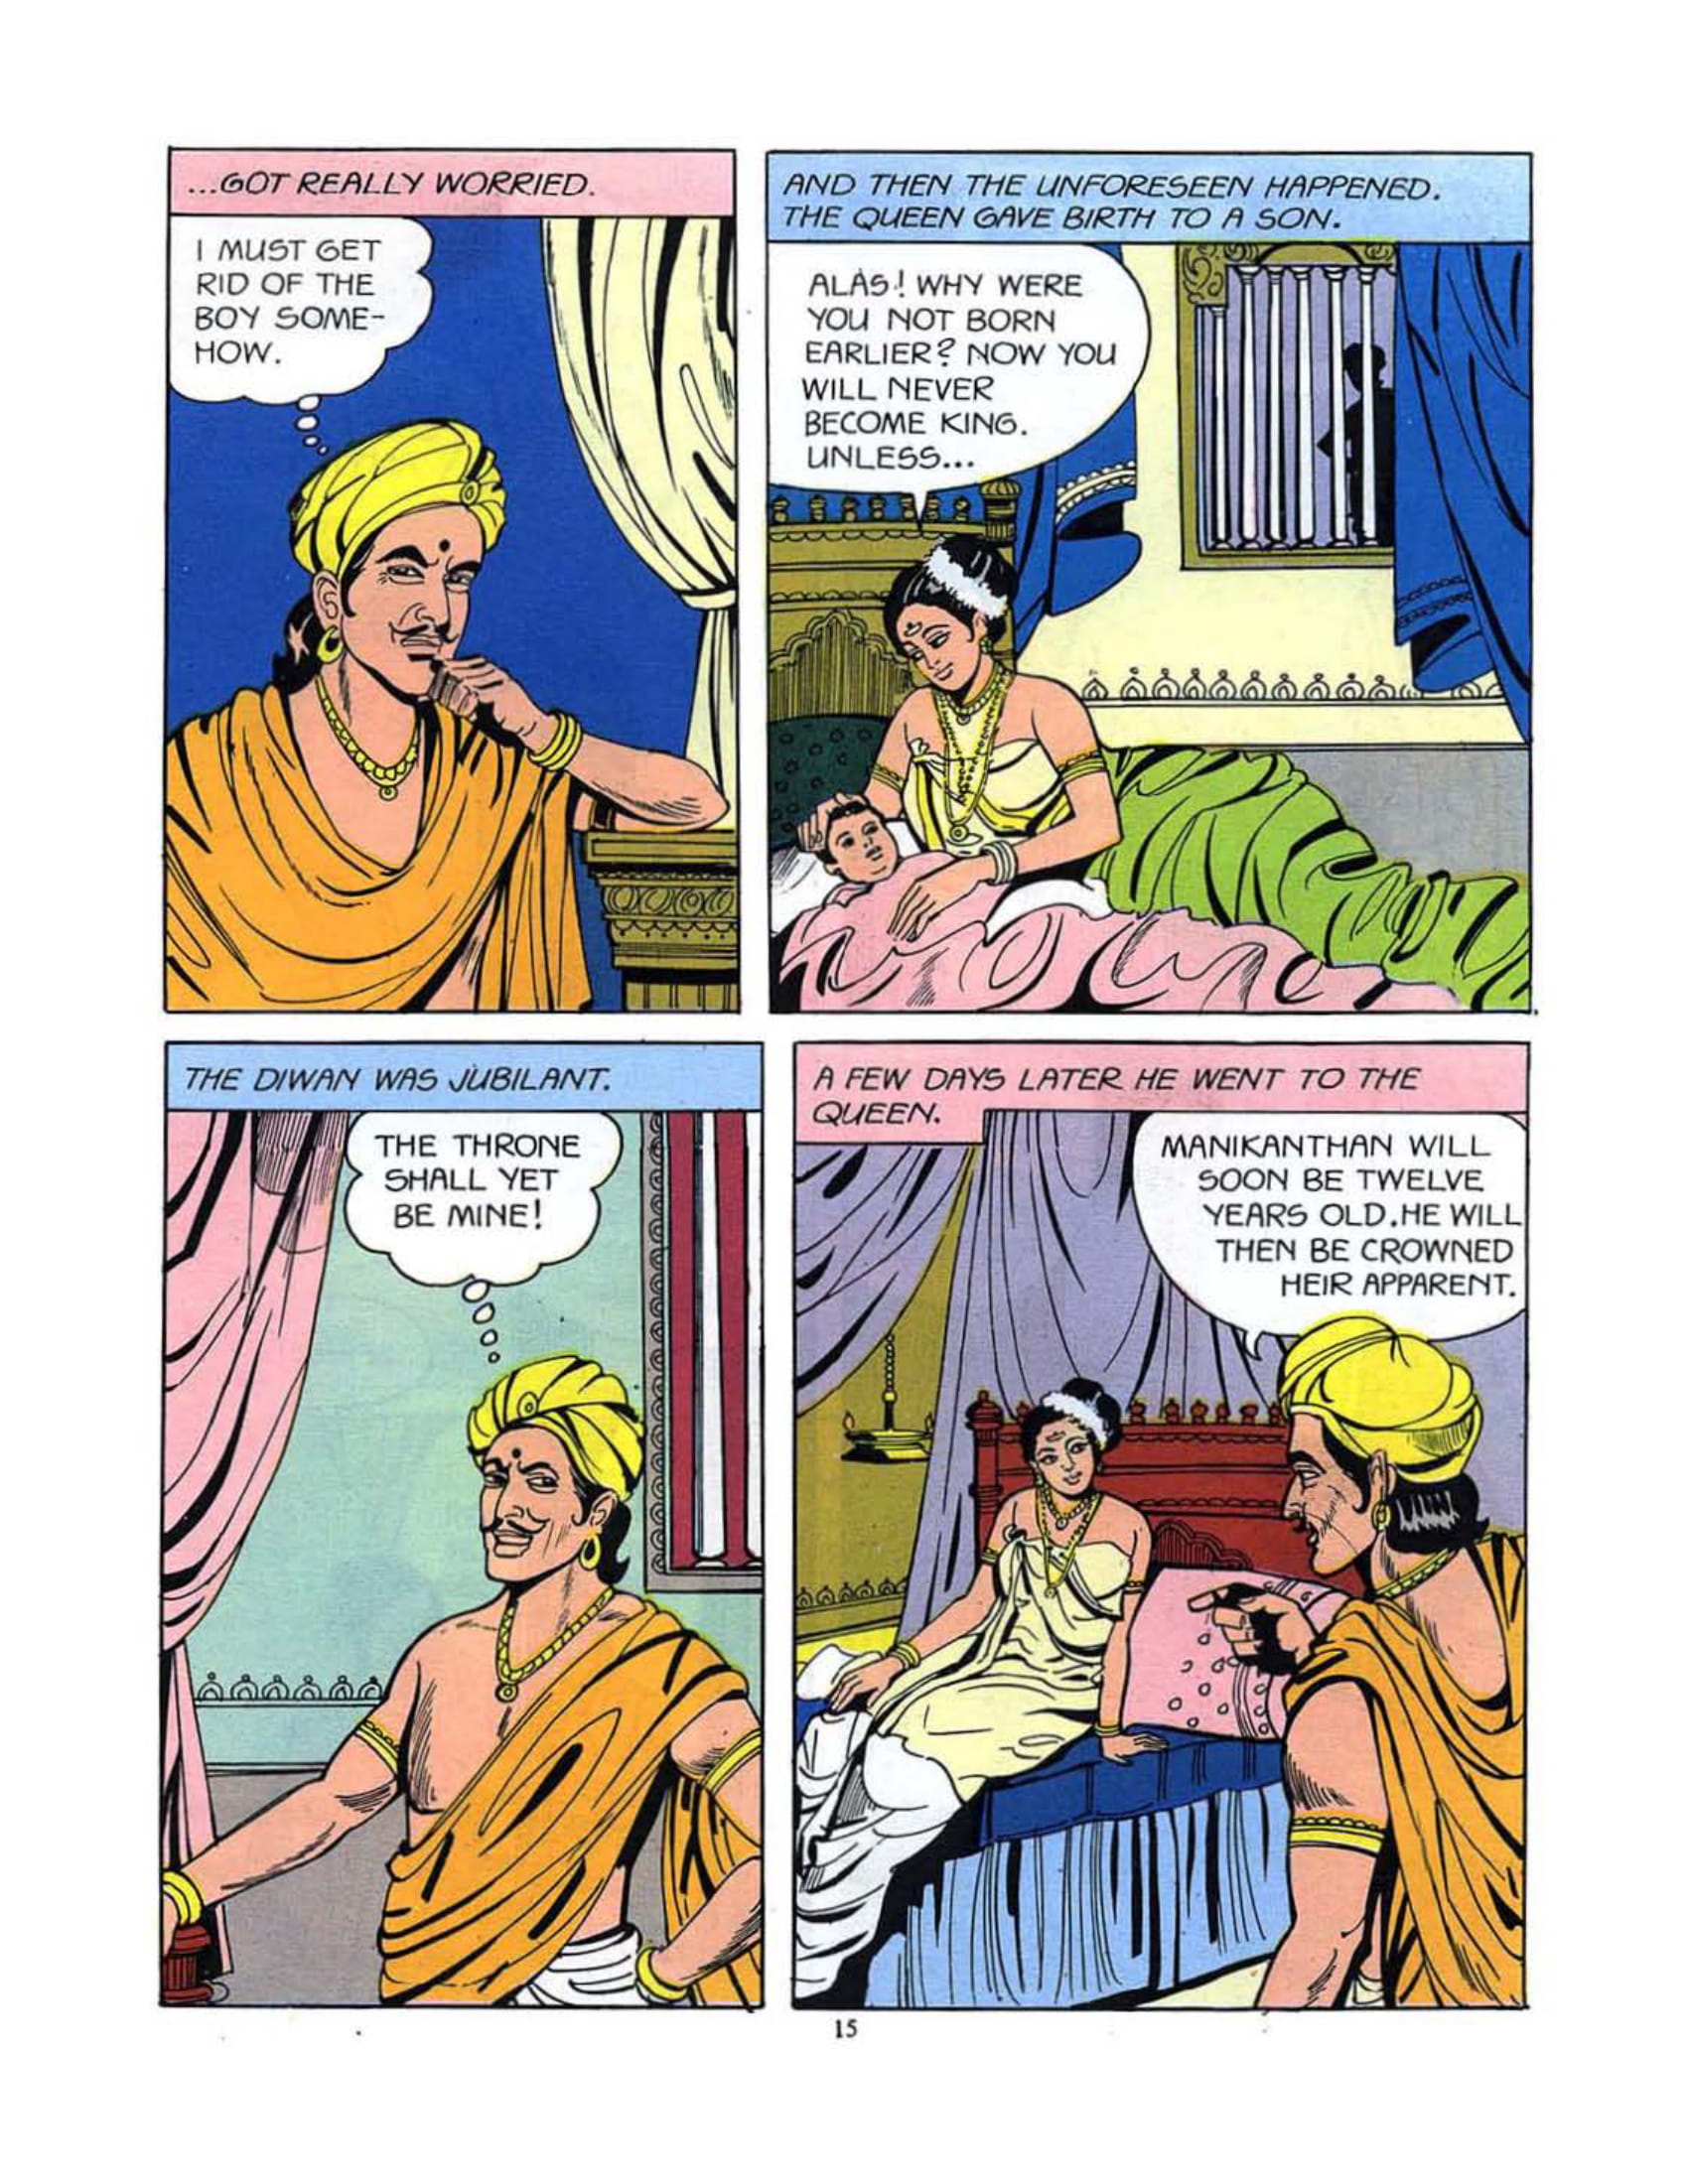 ...GOT REALLY WORRIED.
I MUST GET
RID OF THE
BOY SOME-
HOW.
AND THEN THE UNFORESEEN HAPPENED.
THE QUEEN GAVE BIRTH TO A SON.
ALAS! WHY WERE
YOU NOT BORN
EARLIER? NOW YOU
WILL NEVER
BECOME KING.
UNLESS...
THE DIWAN WAS JUBILANT.
THE THRONE
SHALL YET
BE MINE!
A FEW DAYS LATER HE WENT TO THE
QUEEN.
MANIKANTHAN WILL
SOON BE TWELVE
YEARS OLD. HE WILL
THEN BE CROWNED
HEIR APPARENT.
15